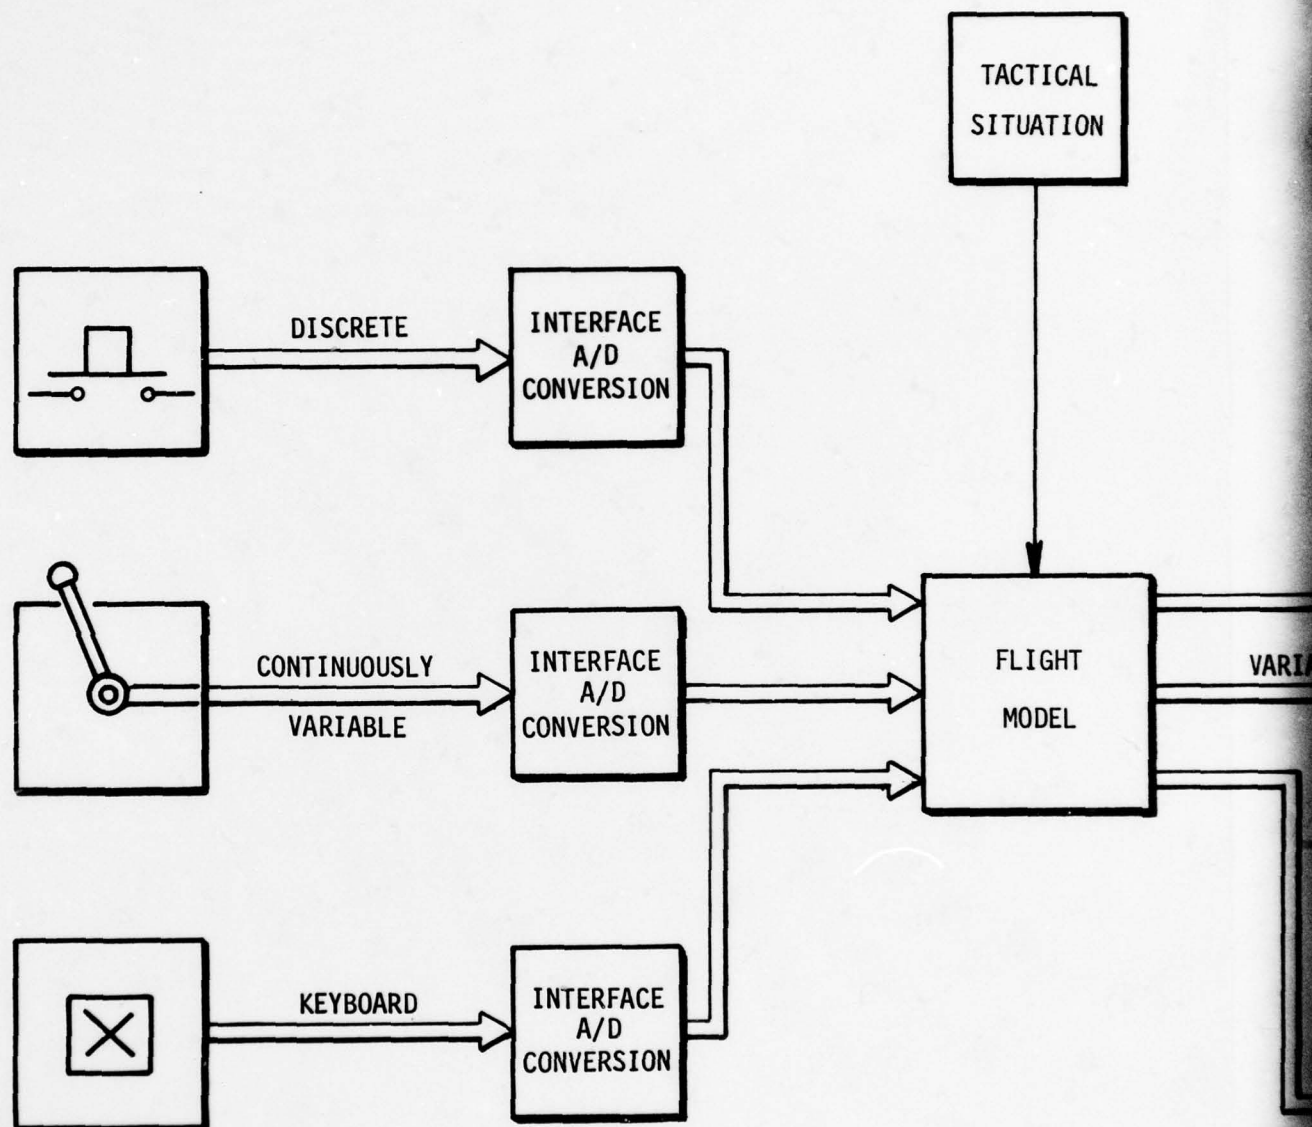 TACTICAL
SITUATION
DISCRETE
INTERFACE
A/D
CONVERSION
CONTINUOUSLY
VARIABLE
INTERFACE
A/D
CONVERSION
FLIGHT
MODEL
KEYBOARD
INTERFACE
A/D
CONVERSION